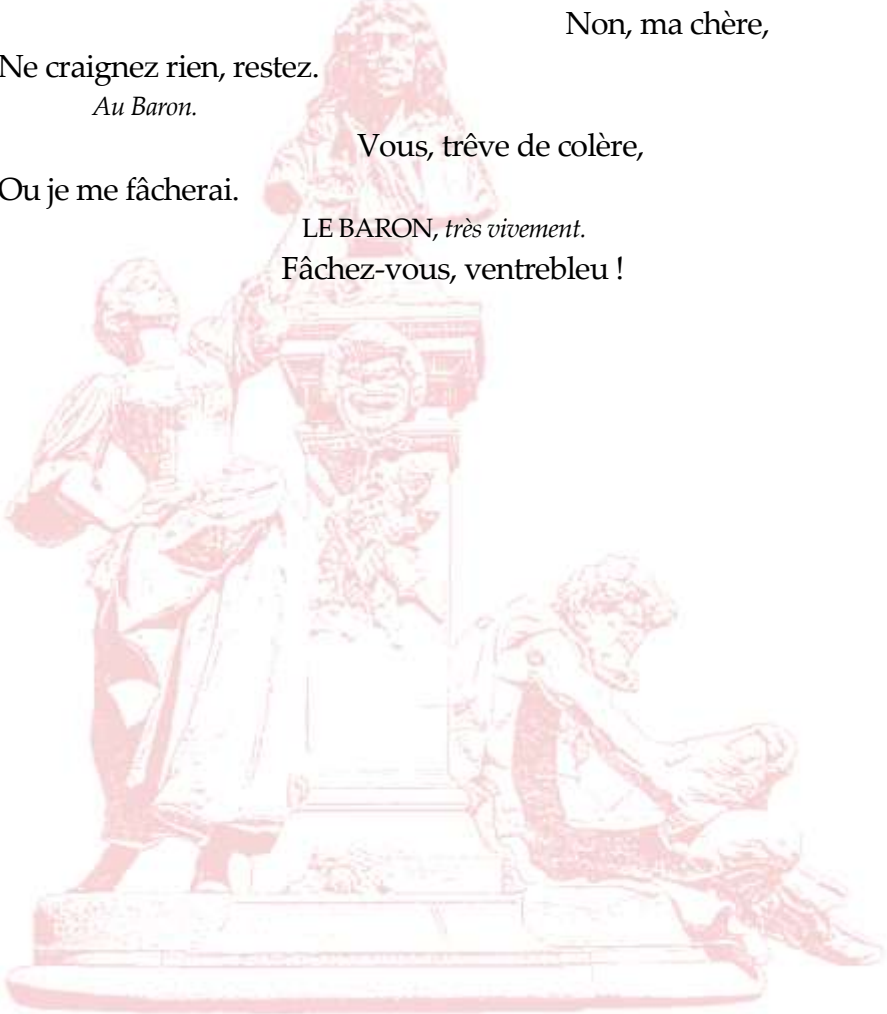 Non, ma chère,
Ne craignez rien, restez.
Au Baron.
Vous, trêve de colère,
Ou je me fâcherai.
LE BARON, très vivement.
Fâchez-vous, ventrebleu !